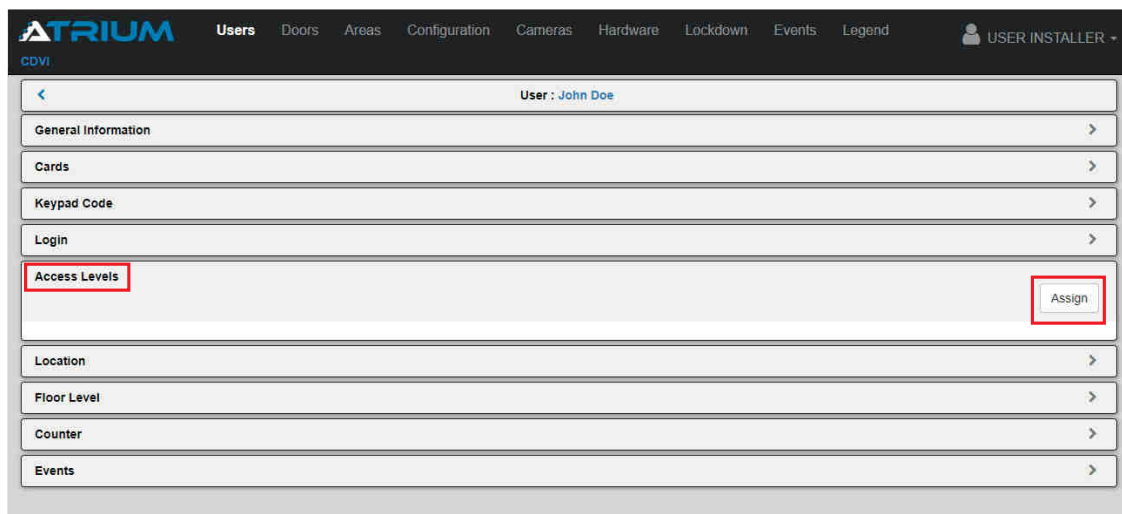 ATRIUM Users Doors Areas Configuration Cameras Hardware Lockdown Events Legend USER INSTALLER
CDVI
User : John Doe
General Information
Cards
Keypad Code
Login
Access Levels
Assign
Location
Floor Level
Counter
Events